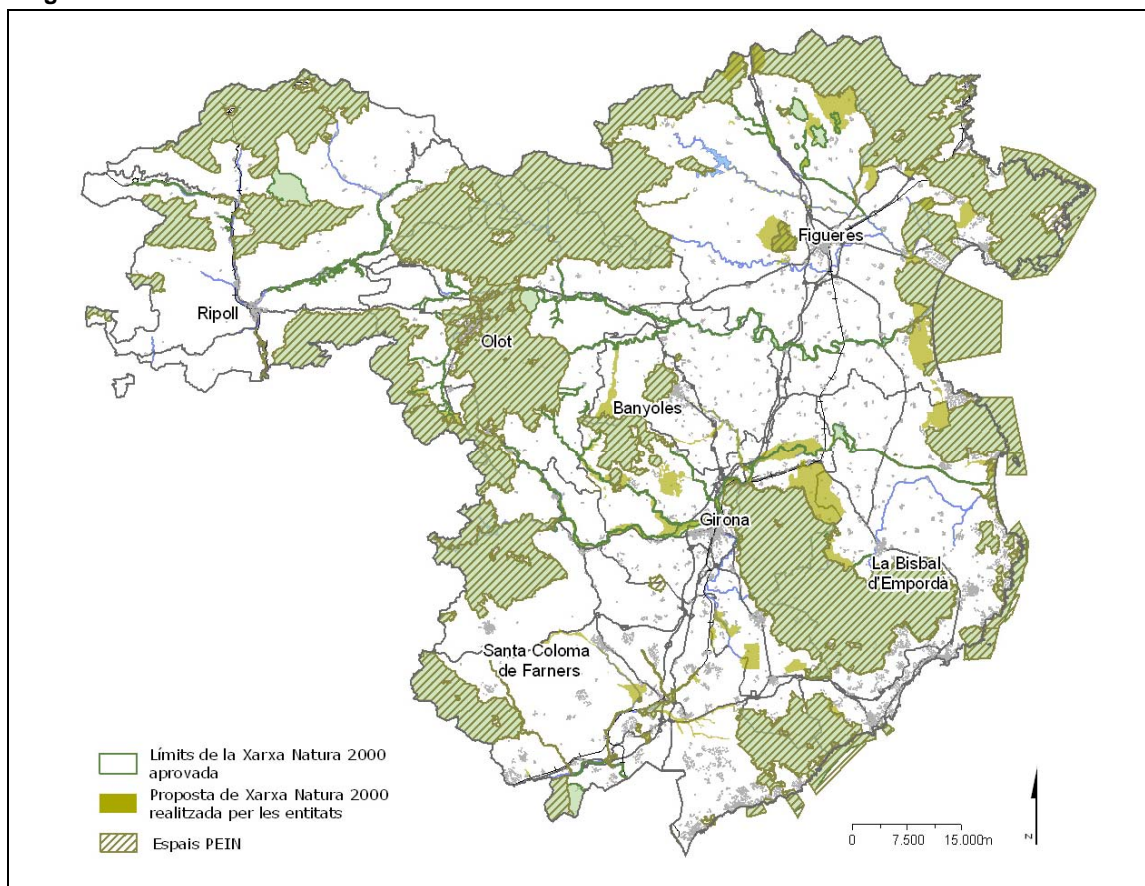 Figueres
Ripoll
Olot
Banyoles
Girona
La Bisbal
d'Empordà
Santa Coloma
de Farners
Límits de la Xarxa Natura 2000
aprovada
Proposta de Xarxa Natura 2000
realitzada per les entitats
Espais PEIN
0 7.500 15.000m
N